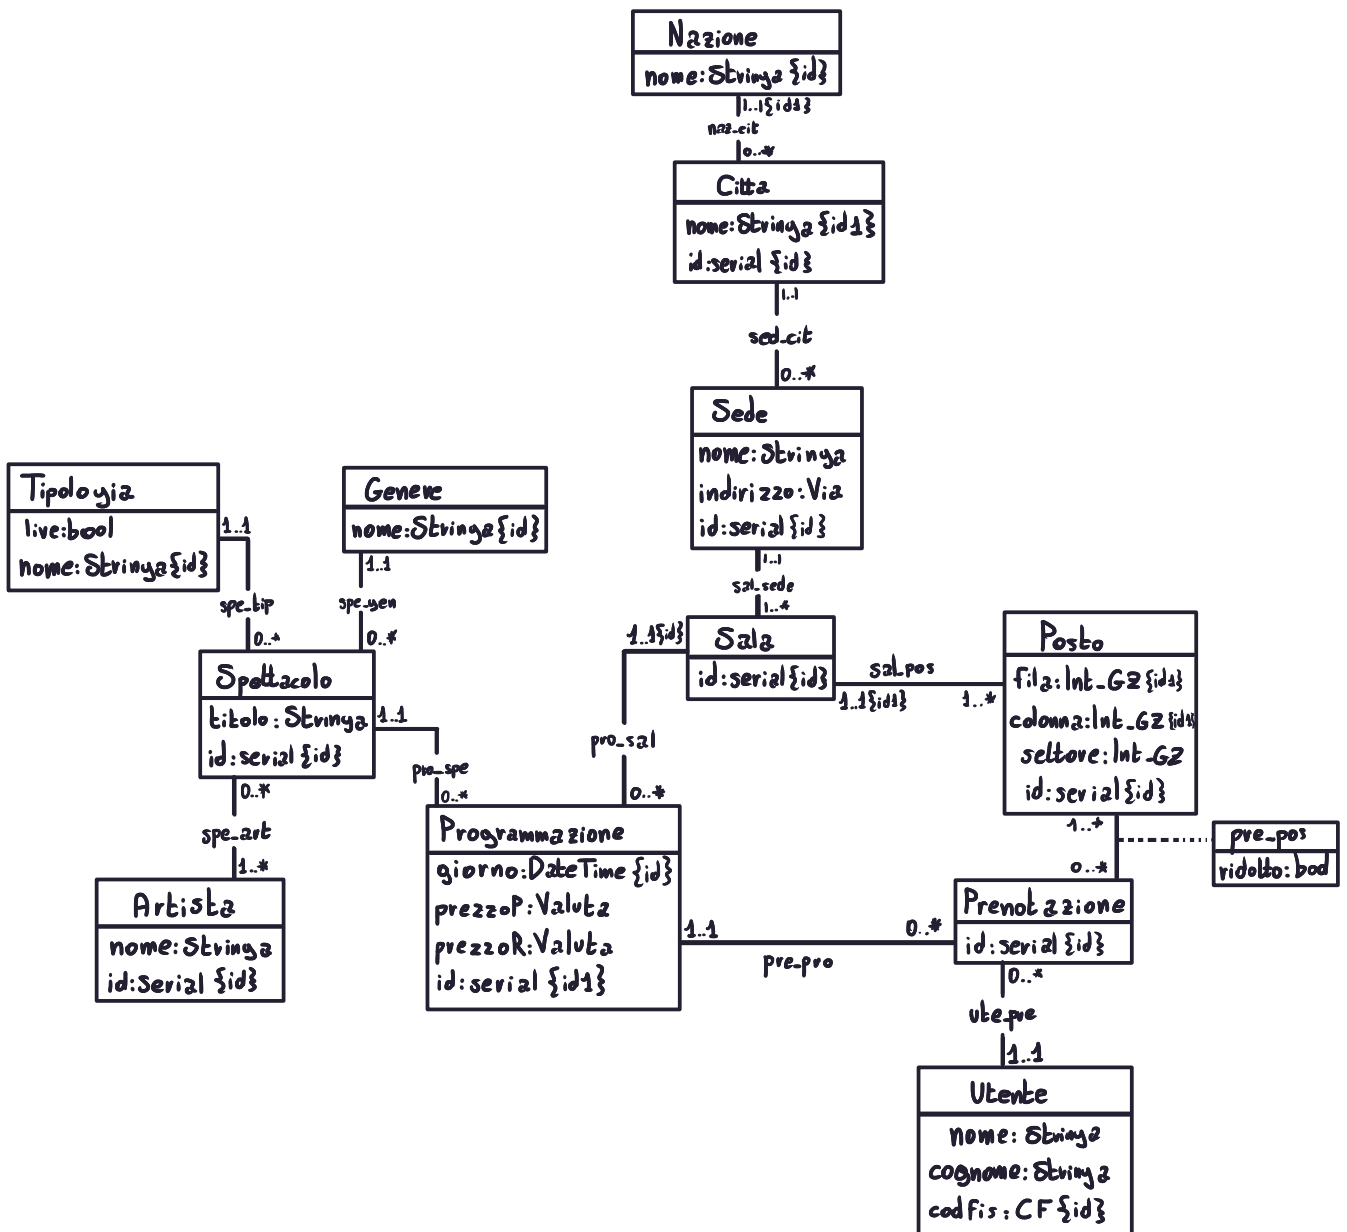 Nazione
nome:Stringa {id}
1..1{id1}
naz_cit
0..*
Citta
nome:Stringa {id1}
id:serial {id}
1..1
sed_cit
0..*
Sede
nome:Stringa
indirizzo:Via
id:serial {id}
1..1
sal_sede
1..*
Tipologia
live:bool
nome:Stringa{id}
1..1
spe_tip
0..*
Genere
nome:Stringa{id}
1..1
spe_gen
0..*
Sala
id:serial{id}
1..1{id}
pro_sal
0..*
sal_pos
1..1{id1}
1..*
Posto
fila:Int_GZ{id1}
colonna:Int_GZ{id1}
settore:Int_GZ
id:serial{id}
1..*
0..*
pre_pos
ridotto:bool
Spettacolo
titolo:Stringa
id:serial {id}
1..1
pro_spe
0..*
0..*
spe_art
1..*
Artista
nome:Stringa
id:Serial {id}
Programmazione
giorno:DateTime {id}
prezzoP:Valuta
prezzoR:Valuta
id:serial {id1}
1..1
pre_pro
0..*
Prenotazione
id:serial{id}
0..*
ute_pre
1..1
Utente
nome: Stringa
cognome:Stringa
codfis: CF{id}